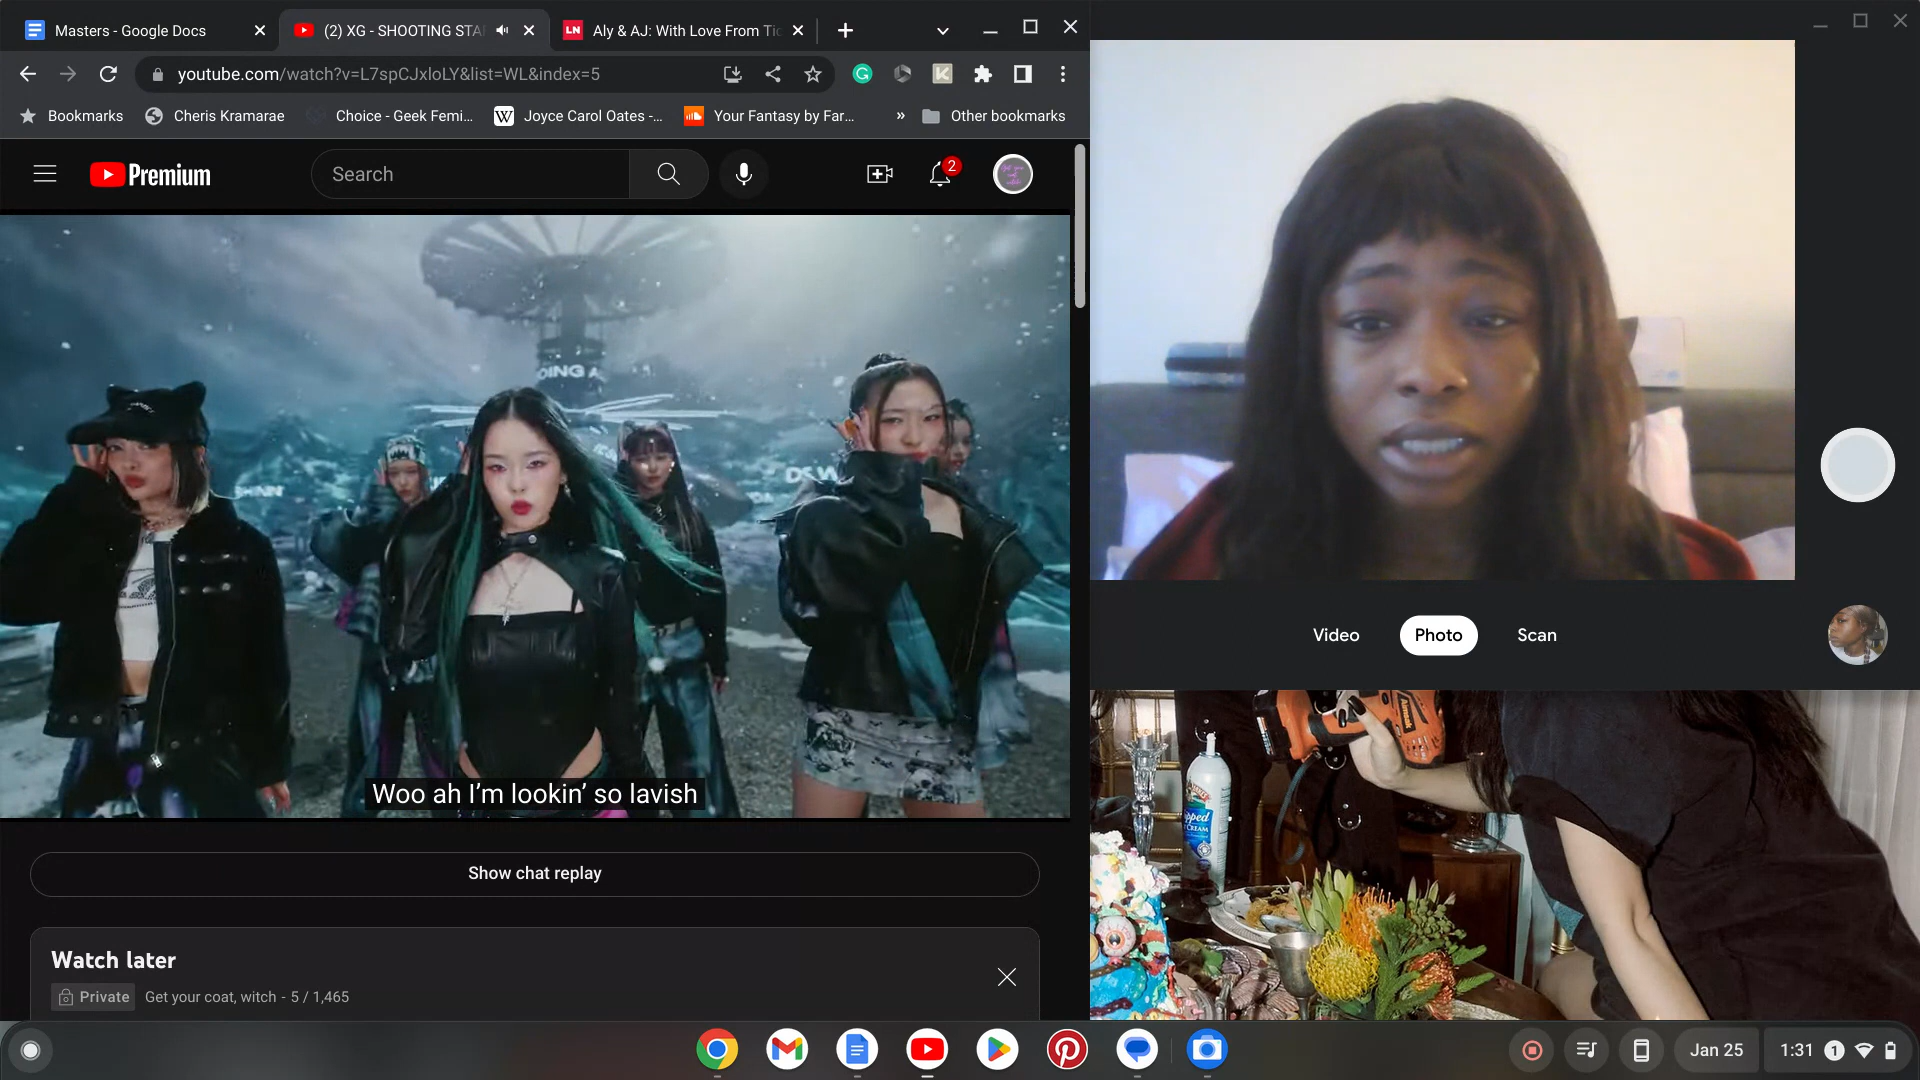 Masters - Google Docs
(2) XG - SHOOTING STA
LN
Aly & AJ: With Love From Tic
youtube.com/watch?v=L7spCJxloLY&list=WL&index=5
Bookmarks
Cheris Kramarae
Choice - Geek Femi...
W
Joyce Carol Oates -...
Your Fantasy by Far...
»
Other bookmarks
Premium
Search
2
Woo ah I'm lookin' so lavish
Show chat replay
Watch later
Private
Get your coat, witch - 5 / 1,465
Video
Photo
Scan
Jan 25
1:31
1